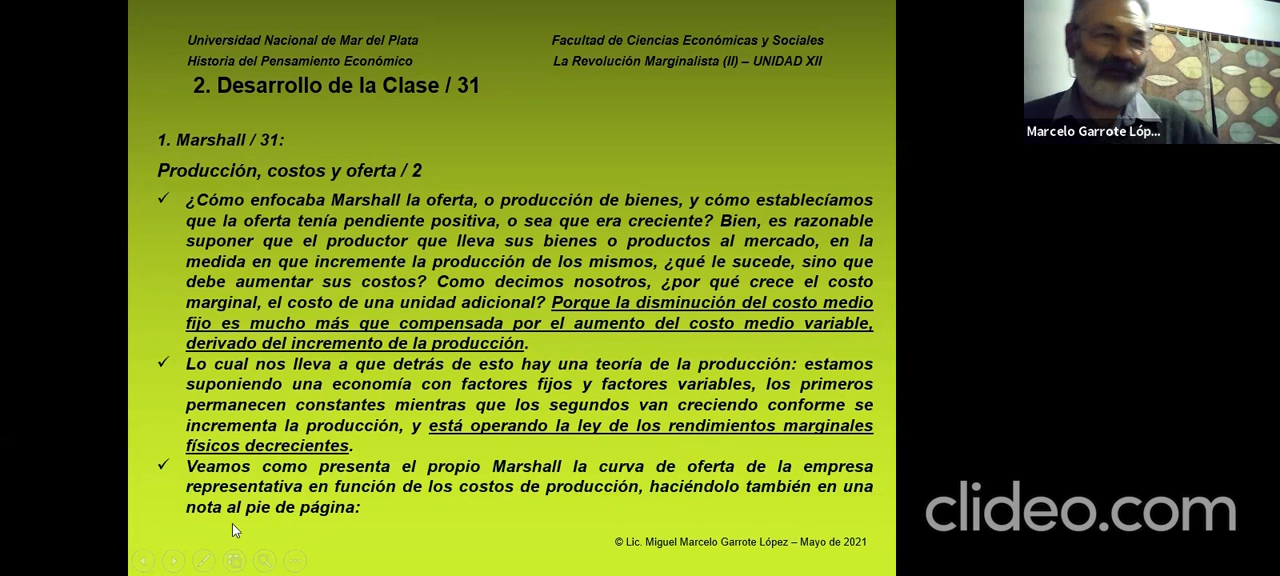 Universidad Nacional de Mar del Plata
Facultad de Ciencias Económicas y Sociales
Historia del Pensamiento Económico
La Revolución Marginalista (II) – UNIDAD XII
2. Desarrollo de la Clase / 31
Marcelo Garrote Lóp...
1. Marshall / 31:
Producción, costos y oferta / 2
✓ ¿Cómo enfocaba Marshall la oferta, o producción de bienes, y cómo establecíamos
que la oferta tenía pendiente positiva, o sea que era creciente? Bien, es razonable
suponer que el productor que lleva sus bienes o productos al mercado, en la
medida en que incremente la producción de los mismos, ¿qué le sucede, sino que
debe aumentar sus costos? Como decimos nosotros, ¿por qué crece el costo
marginal, el costo de una unidad adicional? Porque la disminución del costo medio
fijo es mucho más que compensada por el aumento del costo medio variable,
derivado del incremento de la producción.
✓ Lo cual nos lleva a que detrás de esto hay una teoría de la producción: estamos
suponiendo una economía con factores fijos y factores variables, los primeros
permanecen constantes mientras que los segundos van creciendo conforme se
incrementa la producción, y está operando la ley de los rendimientos marginales
físicos decrecientes.
✓ Veamos como presenta el propio Marshall la curva de oferta de la empresa
representativa en función de los costos de producción, haciéndolo también en una
nota al pie de página:
© Lic. Miguel Marcelo Garrote López – Mayo de 2021
clideo.com